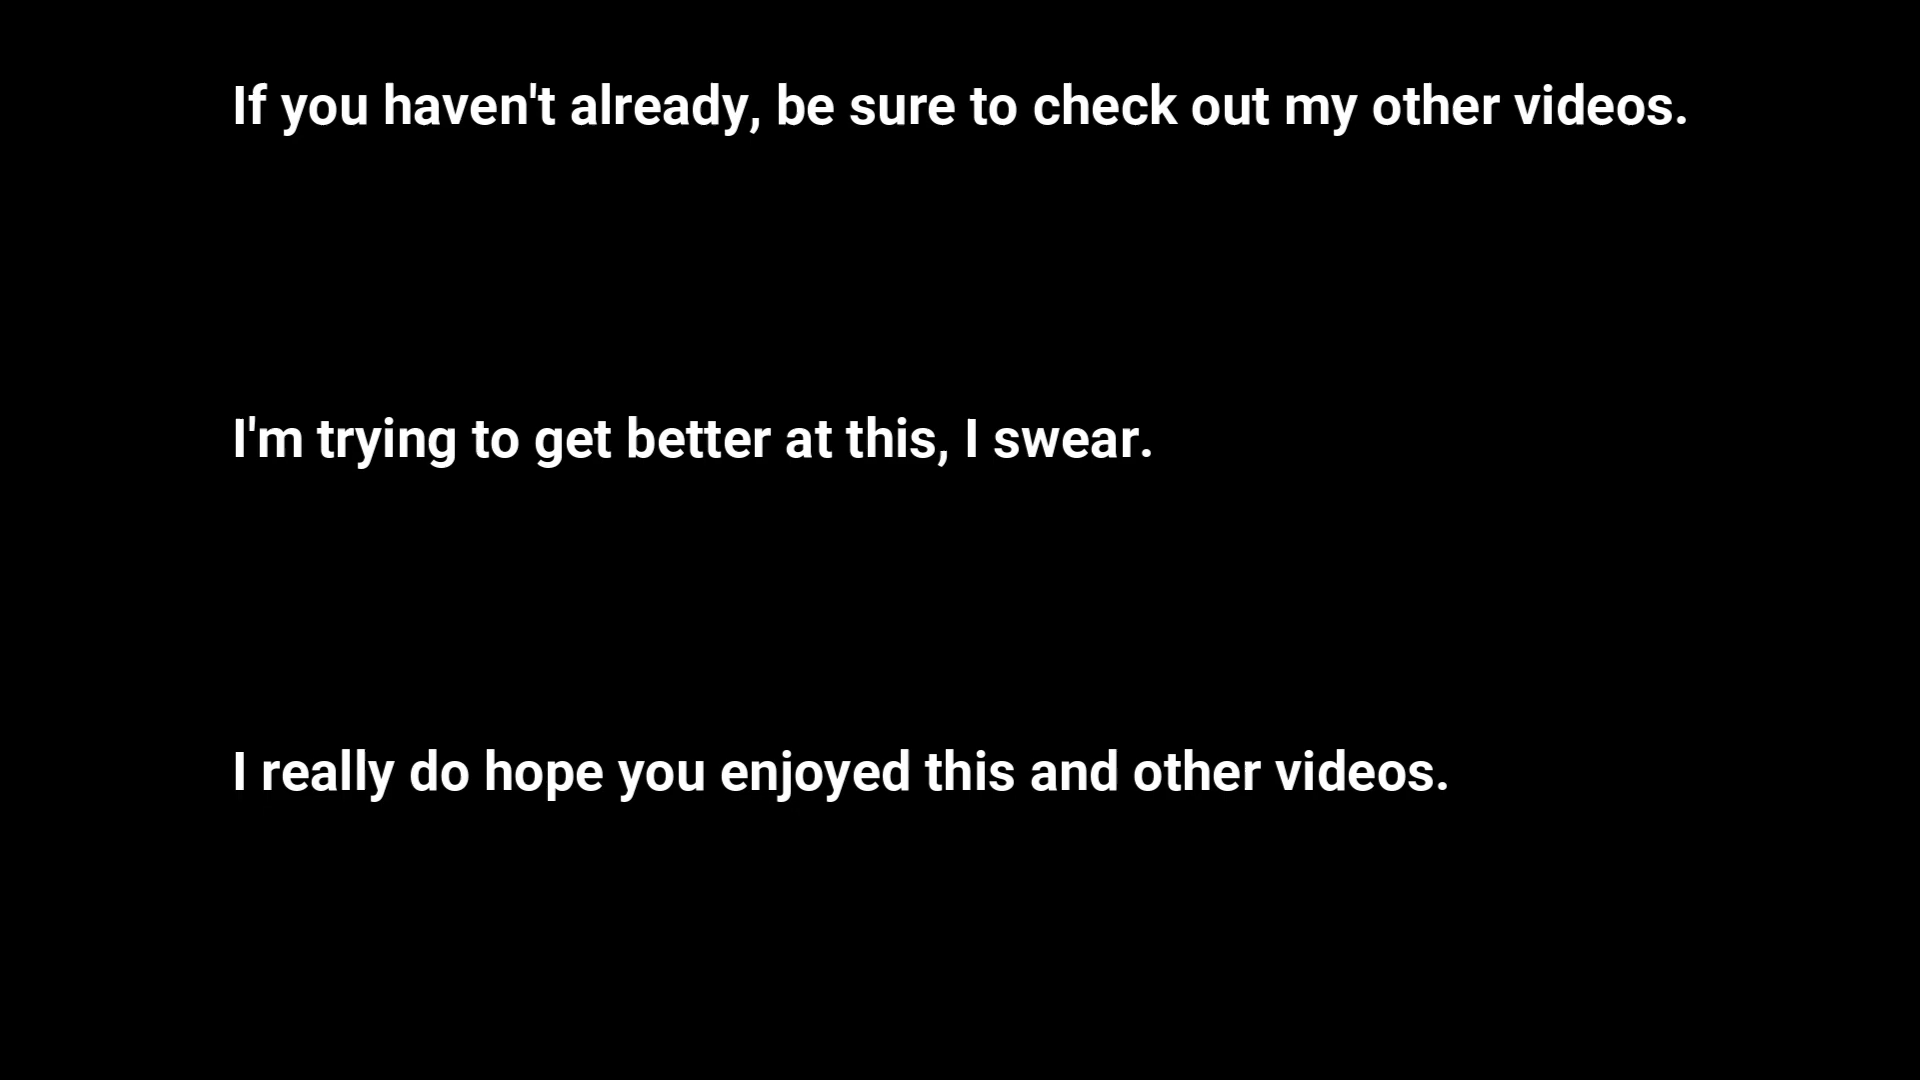 If you haven't already, be sure to check out my other videos.
I'm trying to get better at this, I swear.
I really do hope you enjoyed this and other videos.